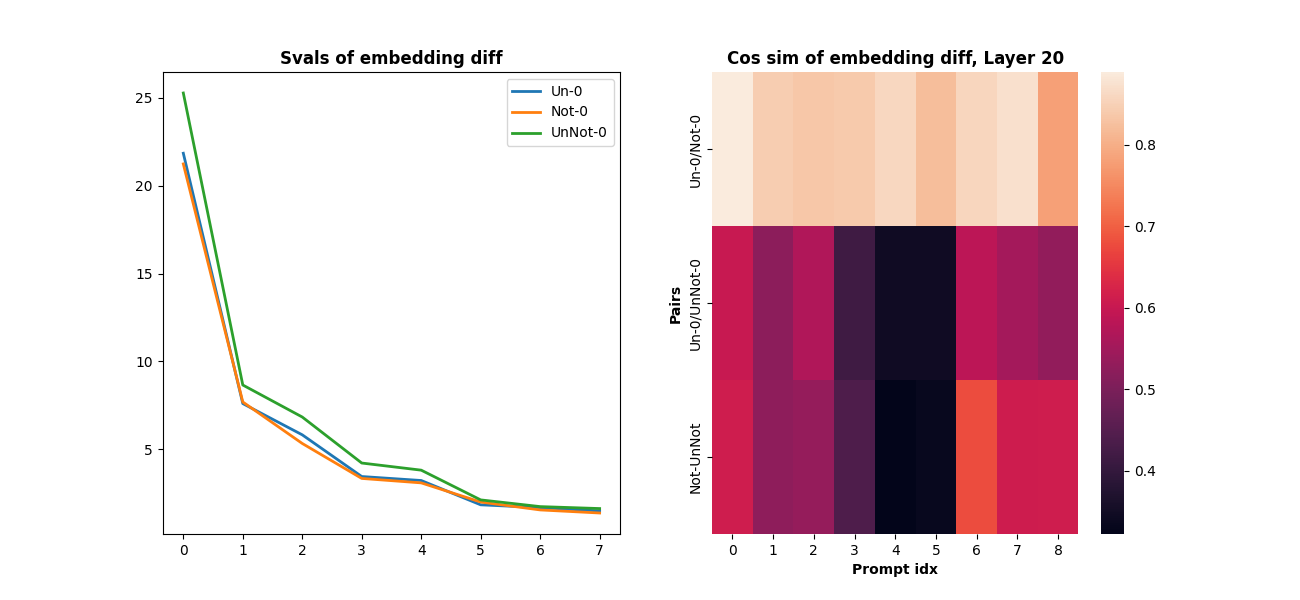 Svals of embedding diff
25
20
15
10
5
0 1 2 3 4 5 6 7
Un-0
Not-0
UnNot-0
Cos sim of embedding diff, Layer 20
Pairs
Un-0/Not-0
Un-0/UnNot-0
Not-UnNot
0 1 2 3 4 5 6 7 8
Prompt idx
0.8
0.7
0.6
0.5
0.4